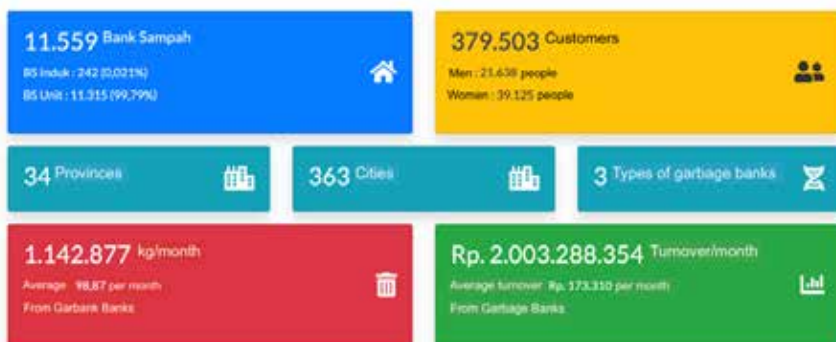 11.559 Bank Sampah
BS Induk : 242 (0,021%)
BS Unit : 11.315 (99,79%)
379.503 Customers
Men : 21.638 people
Women : 39.125 people
34 Provinces
363 Cities
3 Types of garbage banks
1.142.877 kg/month
Average 98,87 per month
From Garbank Banks
Rp. 2.003.288.354 Turnover/month
Average turnover Rp. 173.310 per month
From Garbage Banks